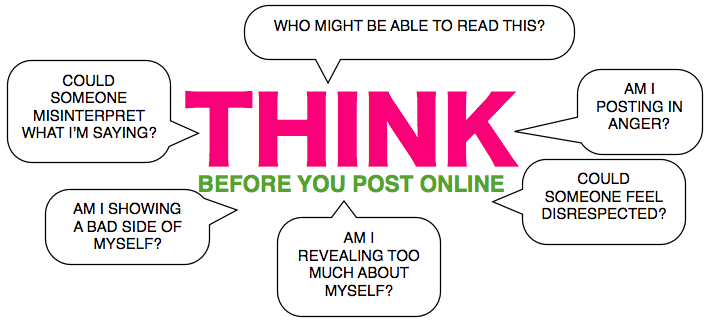 WHO MIGHT BE ABLE TO READ THIS?
COULD
SOMEONE
MISINTERPRET
WHAT I'M SAYING?
THINK
BEFORE YOU POST ONLINE
AM I
POSTING IN
ANGER?
COULD
SOMEONE FEEL
DISRESPECTED?
AM I SHOWING
A BAD SIDE OF
MYSELF?
AM I
REVEALING TOO
MUCH ABOUT
MYSELF?